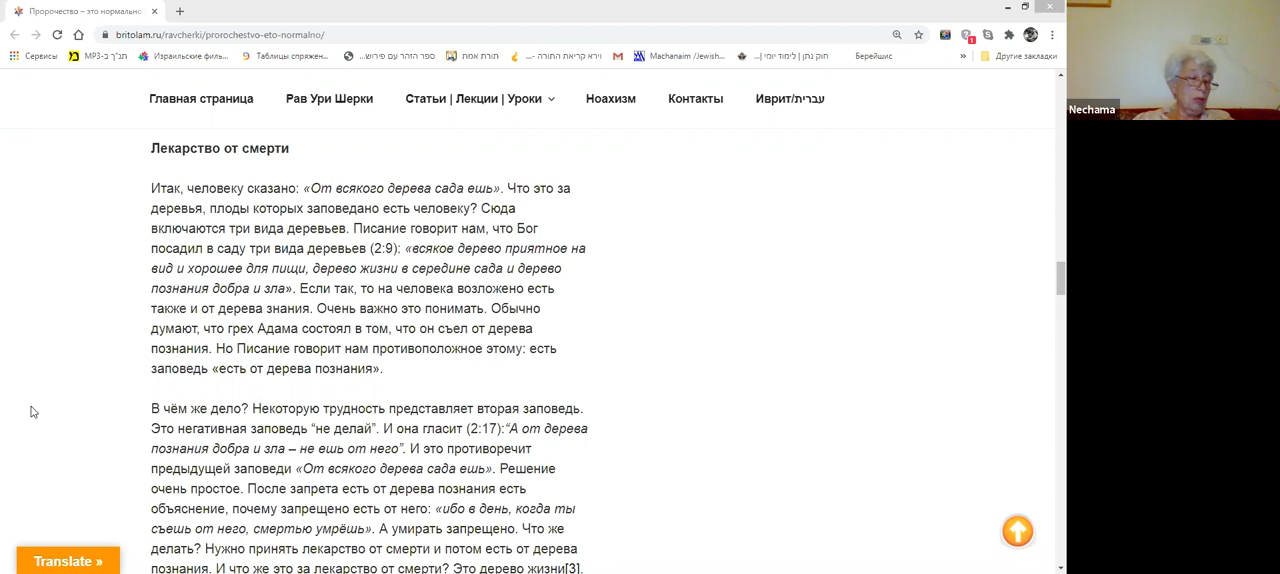 Пророчество – это нормально
britolam.ru/ravcherki/prorochestvo-eto-normalno/
Сервисы
תנ"ך ב-MP3
Израильские филь...
Таблицы спряжен...
ספר הזהר עם פירוש...
תורת אמת
וירא קריאת התורה -...
Machanaim /Jewish...
חוק נתן | לימוד יומי |...
Берейшис
»
Другие закладки
Главная страница
Рав Ури Шерки
Статьи | Лекции | Уроки
Ноахизм
Контакты
Иврит/עברית
Nechama
Лекарство от смерти
Итак, человеку сказано: «От всякого дерева сада ешь». Что это за
деревья, плоды которых заповедано есть человеку? Сюда
включаются три вида деревьев. Писание говорит нам, что Бог
посадил в саду три вида деревьев (2:9): «всякое дерево приятное на
вид и хорошее для пищи, дерево жизни в середине сада и дерево
познания добра и зла». Если так, то на человека возложено есть
также и от дерева знания. Очень важно это понимать. Обычно
думают, что грех Адама состоял в том, что он съел от дерева
познания. Но Писание говорит нам противоположное этому: есть
заповедь «есть от дерева познания».
В чём же дело? Некоторую трудность представляет вторая заповедь.
Это негативная заповедь “не делай”. И она гласит (2:17):“А от дерева
познания добра и зла – не ешь от него”. И это противоречит
предыдущей заповеди «От всякого дерева сада ешь». Решение
очень простое. После запрета есть от дерева познания есть
объяснение, почему запрещено есть от него: «ибо в день, когда ты
съешь от него, смертью умрёшь». А умирать запрещено. Что же
делать? Нужно принять лекарство от смерти и потом есть от дерева
познания. И что же это за лекарство от смерти? Это дерево жизни[3].
Translate »